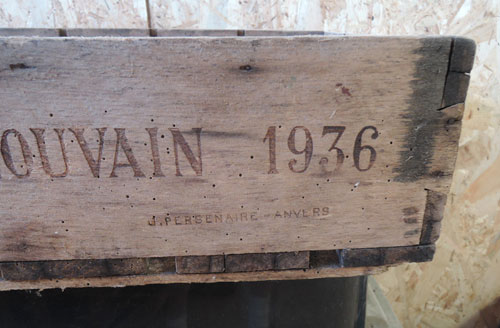 OUVAIN 1936
J. PERSENAIRE - ANVERS